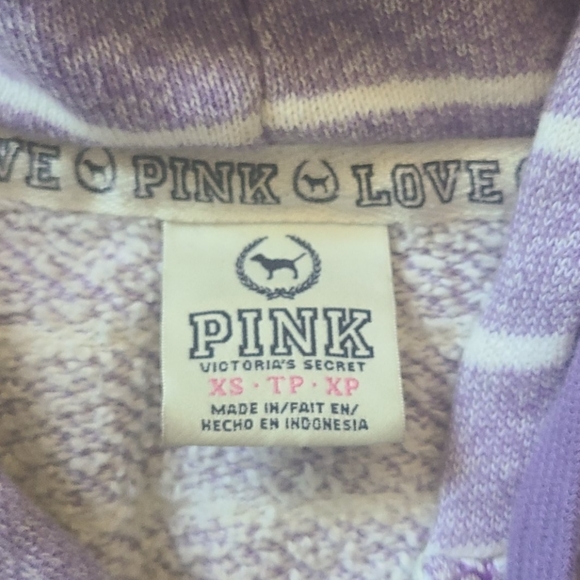 VE PINK LOVE
PINK
VICTORIA'S SECRET
XS · TP · XP
MADE IN/FAIT EN/
HECHO EN INDONESIA